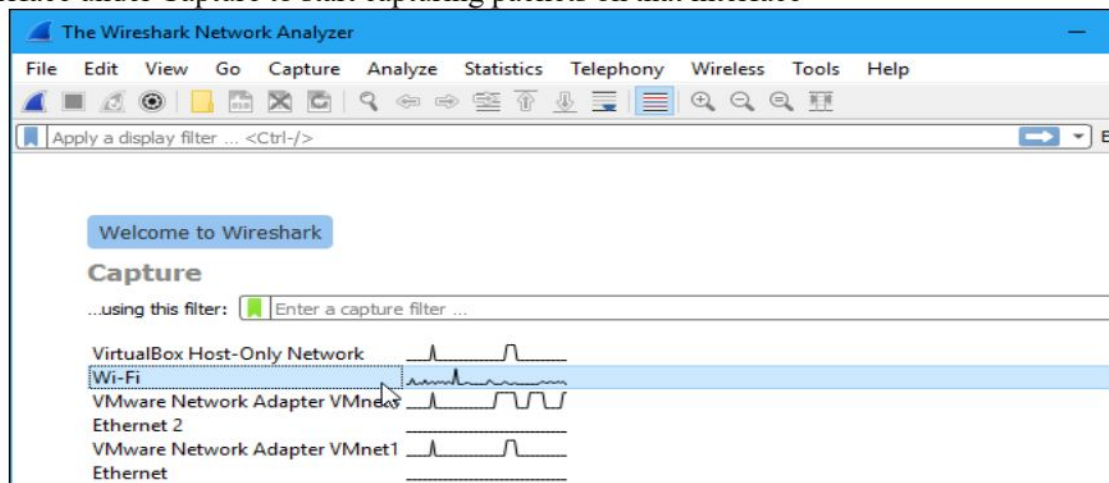 The Wireshark Network Analyzer
File Edit View Go Capture Analyze Statistics Telephony Wireless Tools Help
Apply a display filter ... <Ctrl-/>
Welcome to Wireshark
Capture
...using this filter: Enter a capture filter ...
VirtualBox Host-Only Network
Wi-Fi
VMware Network Adapter
Ethernet 2
VMware Network Adapter VMnet1
Ethernet